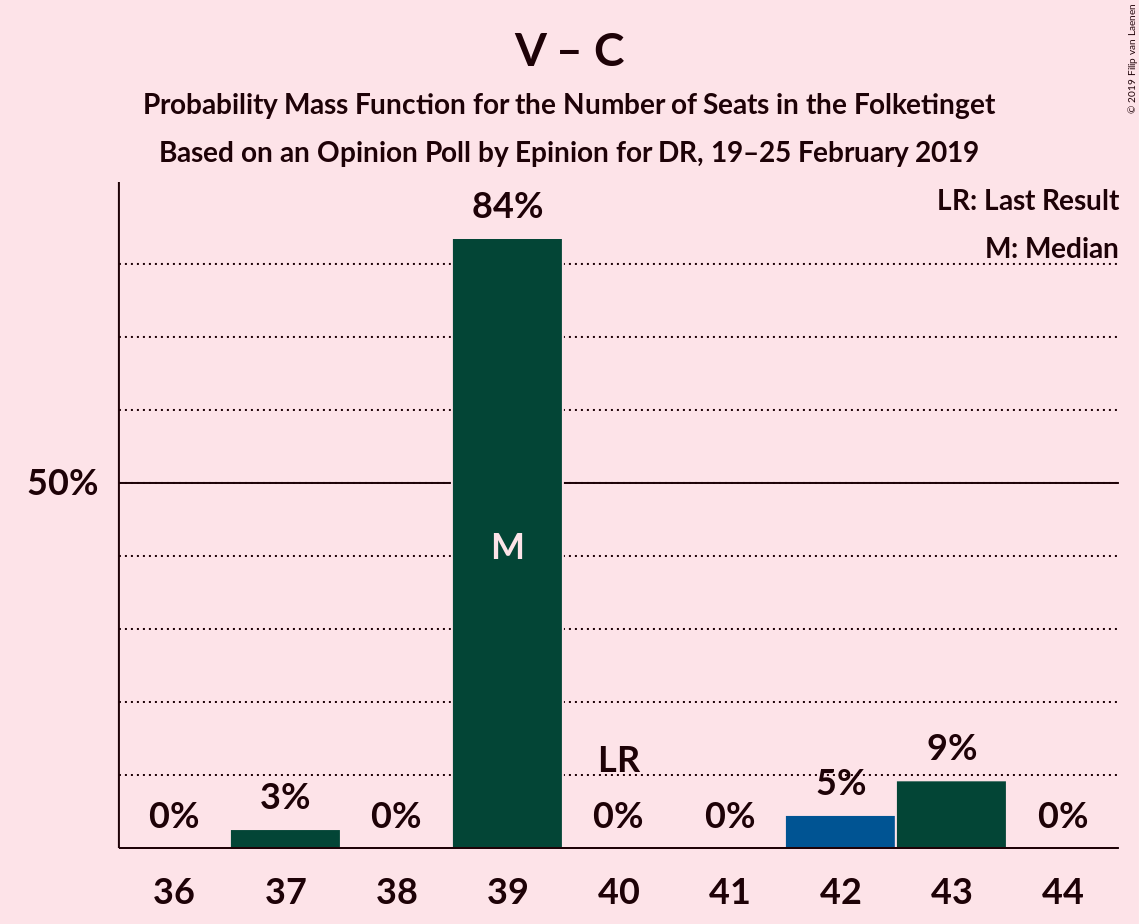 V – C
Probability Mass Function for the Number of Seats in the Folketinget
Based on an Opinion Poll by Epinion for DR, 19–25 February 2019
© 2019 Filip van Laenen
LR: Last Result
M: Median
84%
50%
M
LR
9%
5%
3%
0%
0%
0%
0%
0%
36
37
38
39
40
41
42
43
44